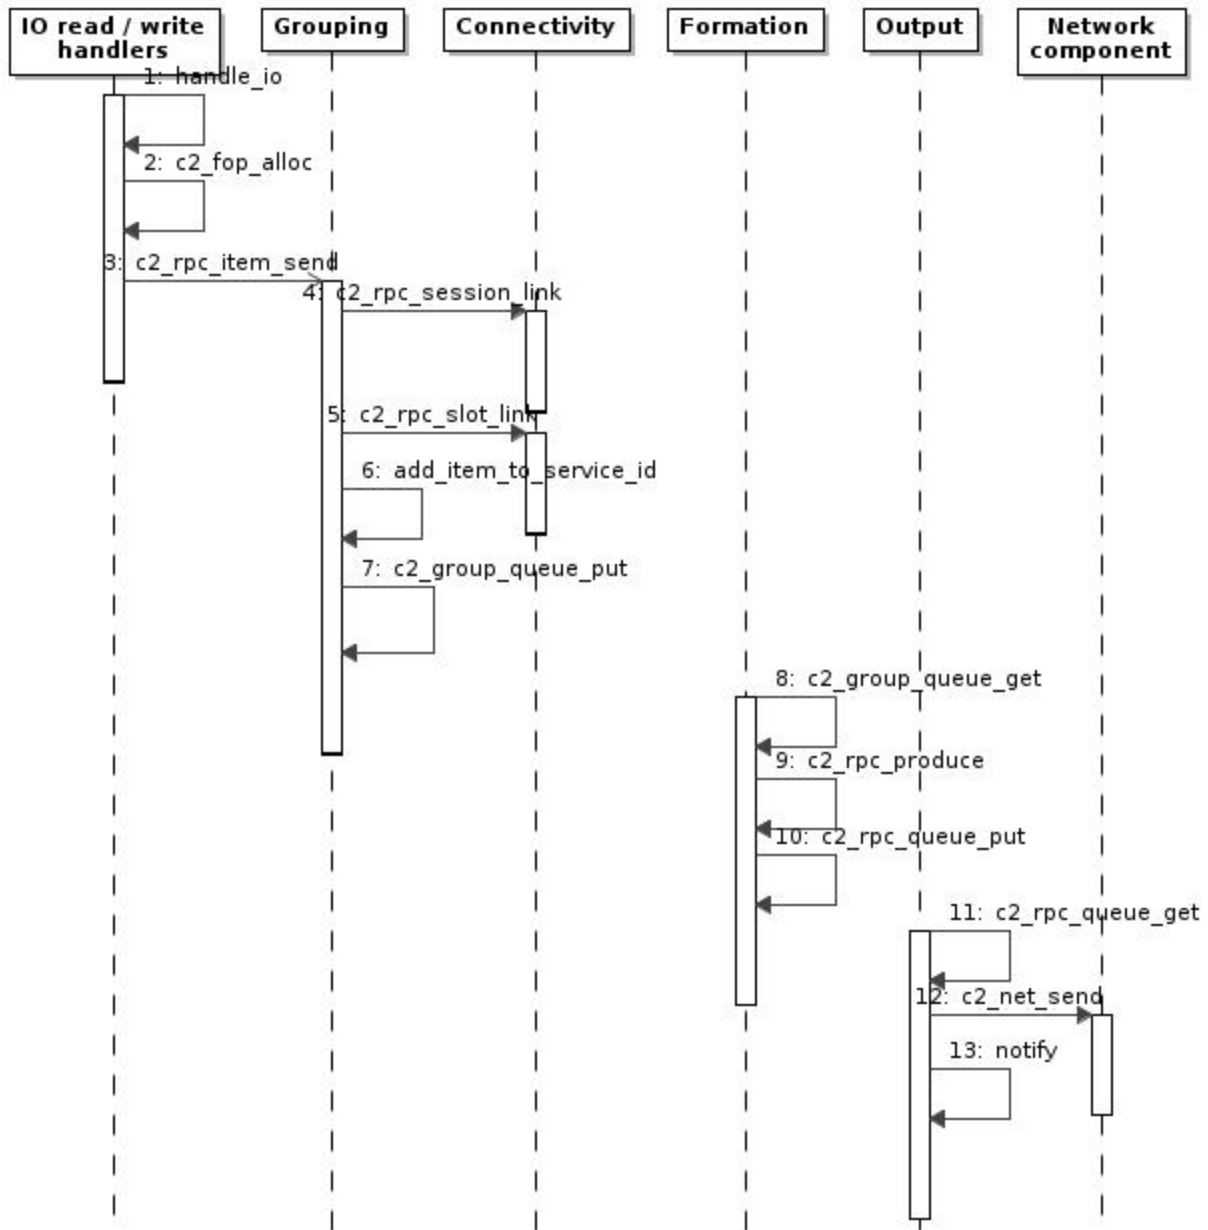 IO read / write
handlers
Grouping
Connectivity
Formation
Output
Network
component
1: handle_io
2: c2_fop_alloc
3: c2_rpc_item_send
4: c2_rpc_session_link
5: c2_rpc_slot_link
6: add_item_to_service_id
7: c2_group_queue_put
8: c2_group_queue_get
9: c2_rpc_produce
10: c2_rpc_queue_put
11: c2_rpc_queue_get
12: c2_net_send
13: notify